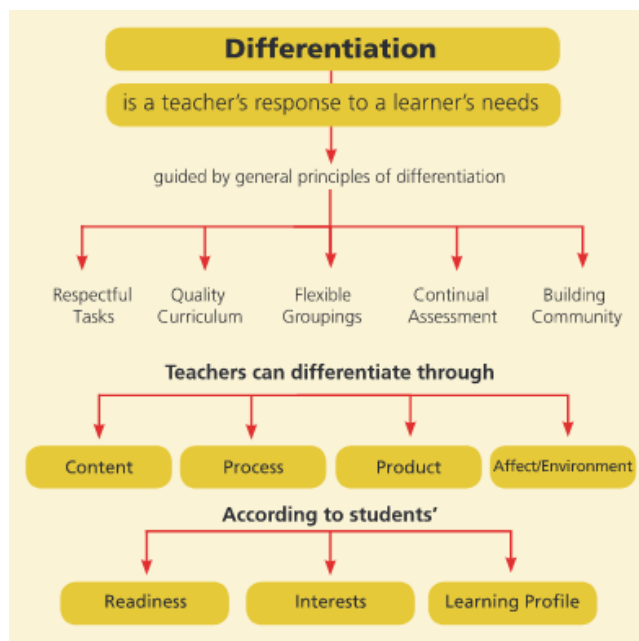 Differentiation
is a teacher's response to a learner's needs
guided by general principles of differentiation
Respectful
Tasks
Quality
Curriculum
Flexible
Groupings
Continual
Assessment
Building
Community
Teachers can differentiate through
Content
Process
Product
Affect/Environment
According to students'
Readiness
Interests
Learning Profile